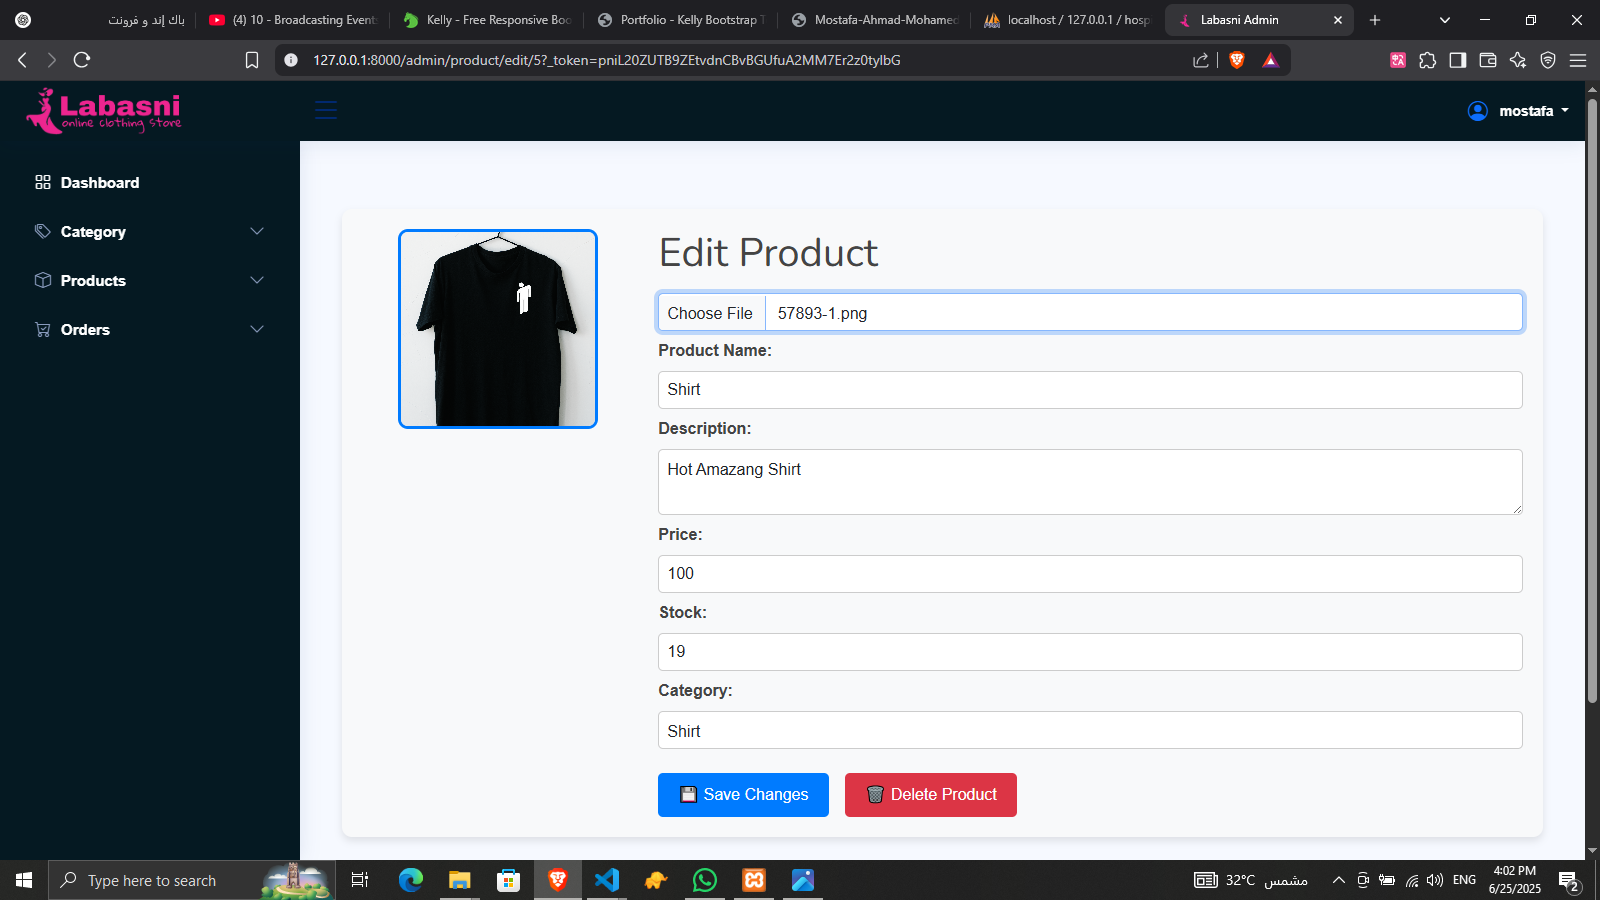 باك إند و فرونت
(4) 10 - Broadcasting Event
Kelly - Free Responsive Boo
Portfolio - Kelly Bootstrap T
Mostafa-Ahmad-Mohamed
localhost / 127.0.0.1 / hosp
Labasni Admin
127.0.0.1:8000/admin/product/edit/5?_token=pniL20ZUTB9ZEtvdnCBvBGUfuA2MM7Er2z0tylbG
Labasni
online clothing store
mostafa
Dashboard
Category
Products
Orders
Edit Product
Choose File 57893-1.png
Product Name:
Shirt
Description:
Hot Amazang Shirt
Price:
100
Stock:
19
Category:
Shirt
Save Changes
Delete Product
Type here to search
32°C مشمس
ENG
4:02 PM
6/25/2025
2